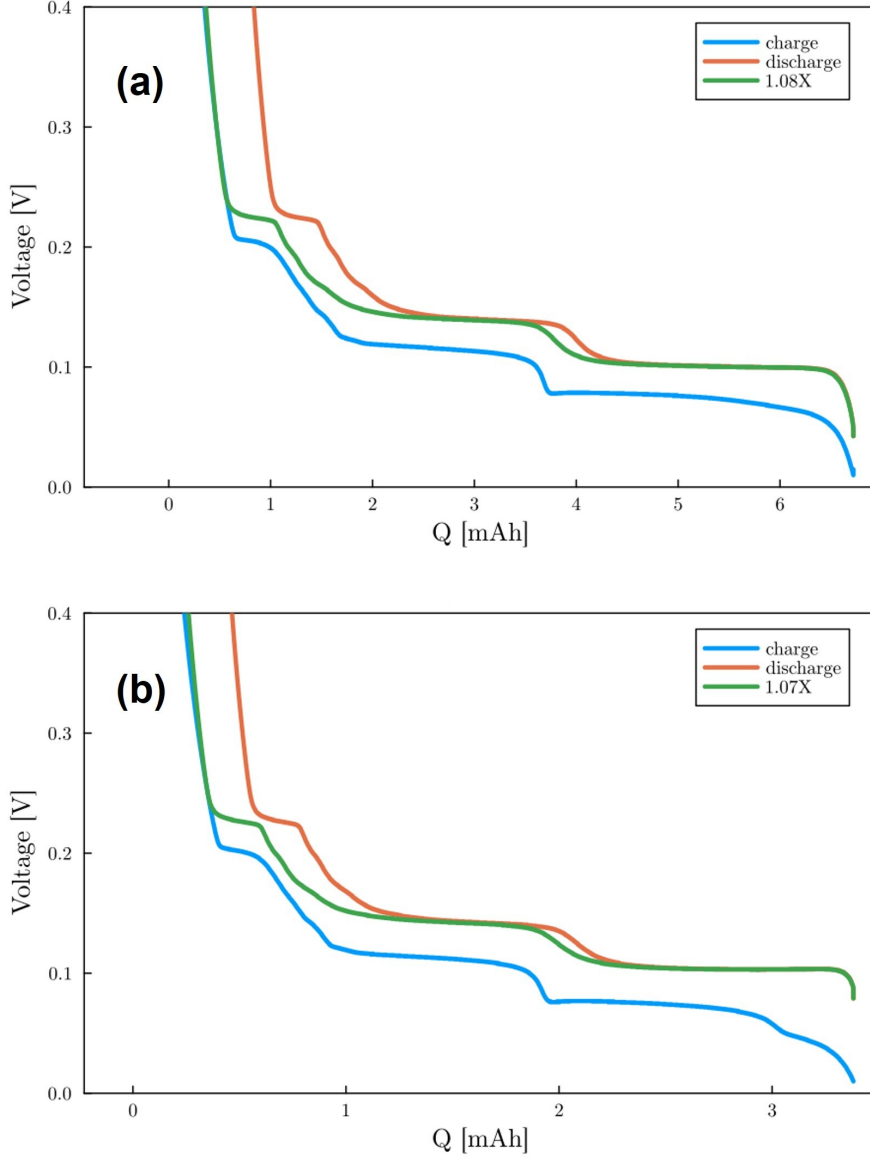 0.4
(a)
charge
discharge
1.08X
0.3
Voltage [V]
0.2
0.1
0.0
0 1 2 3 4 5 6
Q [mAh]
0.4
(b)
charge
discharge
1.07X
0.3
Voltage [V]
0.2
0.1
0.0
0 1 2 3
Q [mAh]